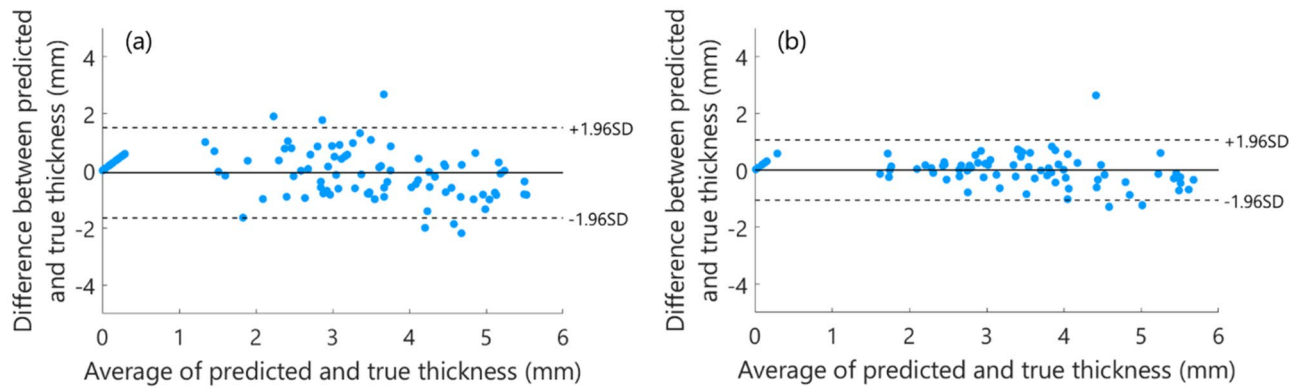 Difference between predicted
and true thickness (mm)
(a)
4
2
0
-2
-4
+1.96SD
-1.96SD
0 1 2 3 4 5 6
Average of predicted and true thickness (mm)
Difference between predicted
and true thickness (mm)
(b)
4
2
0
-2
-4
+1.96SD
-1.96SD
0 1 2 3 4 5 6
Average of predicted and true thickness (mm)